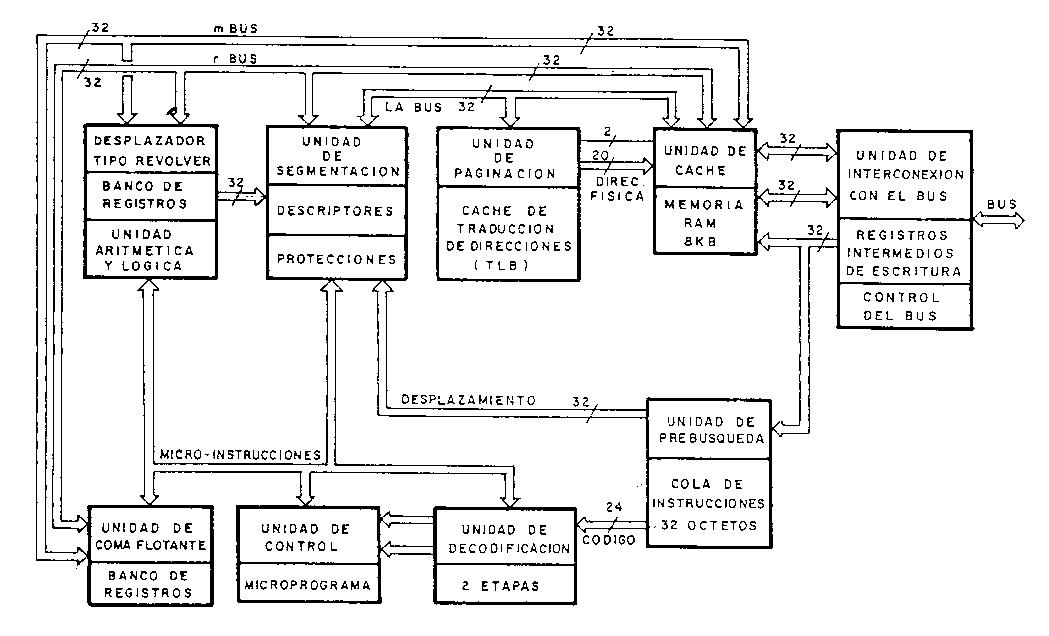 32
m BUS
32
r BUS
32
32
LA BUS 32
DESPLAZADOR
TIPO REVOLVER
BANCO DE
REGISTROS
UNIDAD
ARITMETICA
Y LOGICA
32
UNIDAD
DE
SEGMENTACION
DESCRIPTORES
PROTECCIONES
UNIDAD
DE
PAGINACION
CACHE DE
TRADUCCION
DE DIRECCIONES
(TLB)
2
20
DIREC.
FISICA
UNIDAD DE
CACHE
MEMORIA
RAM
8KB
32
32
32
UNIDAD DE
INTERCONEXION
CON EL BUS
REGISTROS
INTERMEDIOS
DE ESCRITURA
CONTROL
DEL BUS
BUS
DESPLAZAMIENTO 32
UNIDAD DE
PREBUSQUEDA
COLA DE
INSTRUCCIONES
32 OCTETOS
MICRO-INSTRUCCIONES
24
CODIGO
UNIDAD DE
COMA FLOTANTE
BANCO DE
REGISTROS
UNIDAD DE
CONTROL
MICROPROGRAMA
UNIDAD DE
DECODIFICACION
2 ETAPAS